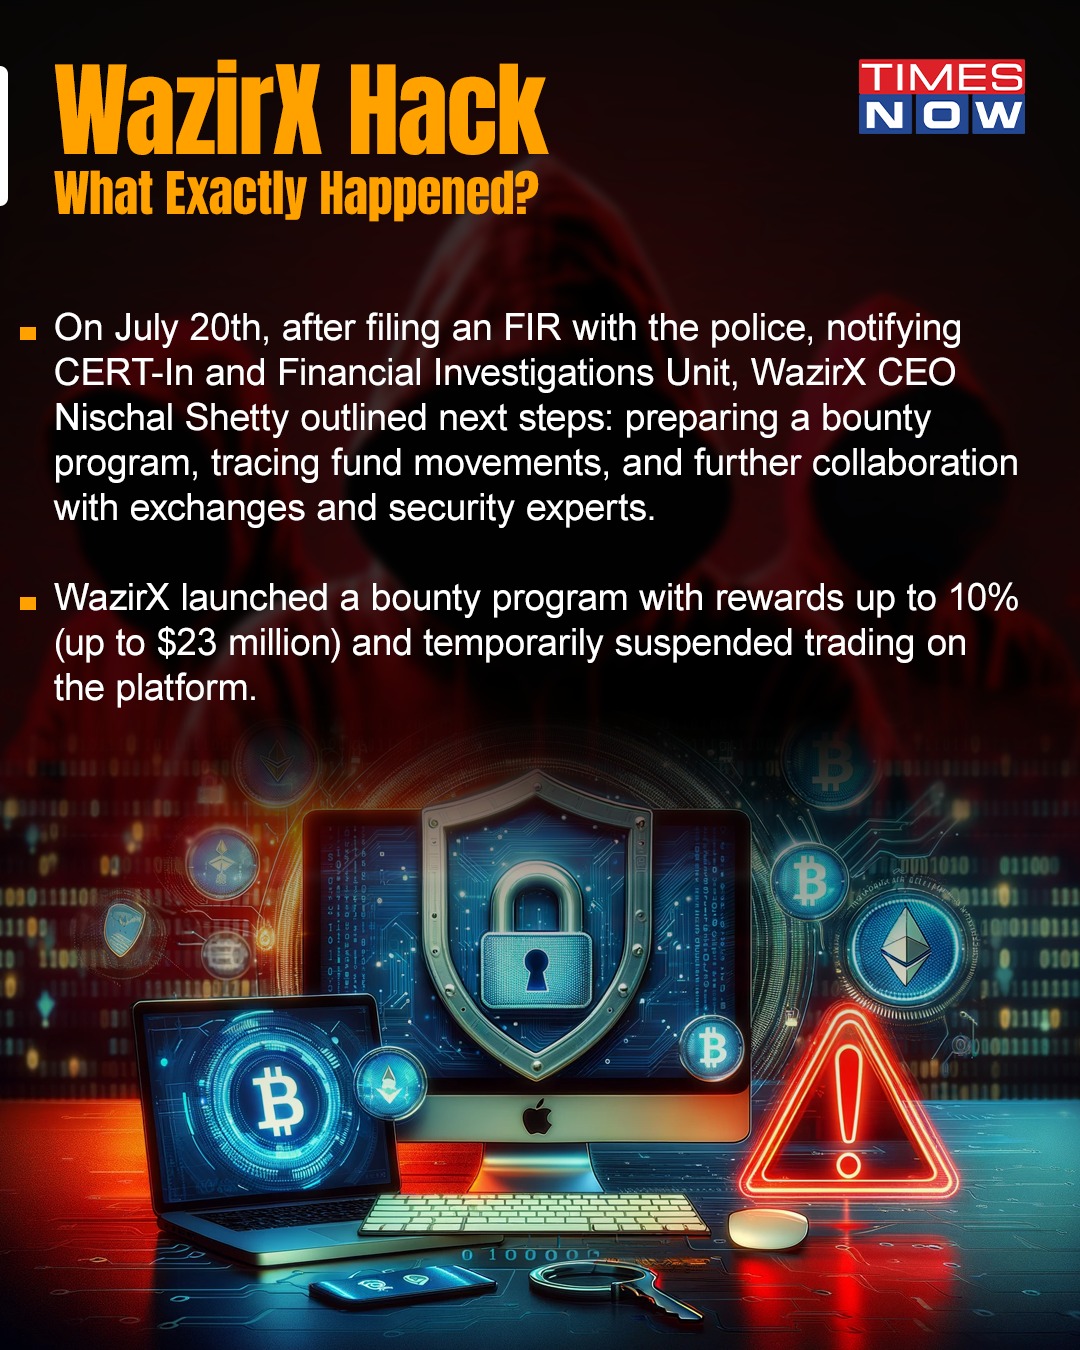 WazirX Hack
What Exactly Happened?
TIMES
NOW
On July 20th, after filing an FIR with the police, notifying
CERT-In and Financial Investigations Unit, WazirX CEO
Nischal Shetty outlined next steps: preparing a bounty
program, tracing fund movements, and further collaboration
with exchanges and security experts.
WazirX launched a bounty program with rewards up to 10%
(up to $23 million) and temporarily suspended trading on
the platform.